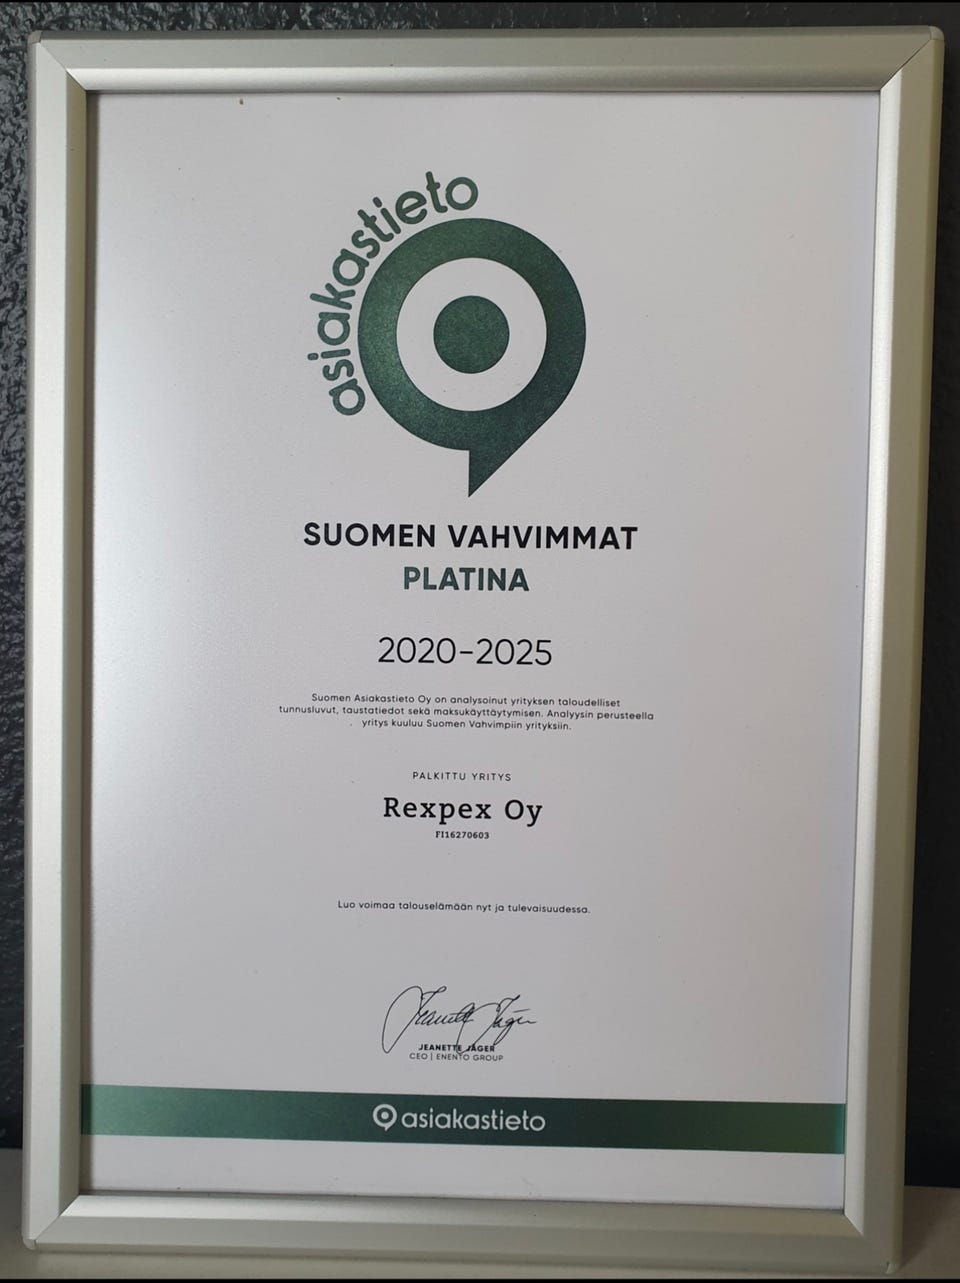 asiakastieto
SUOMEN VAHVIMMAT
PLATINA
2020-2025
Suomen Asiakastieto Oy on analysoinut yrityksen taloudelliset
tunnusluvut, taustatiedot sekä maksukäyttäytymisen. Analyysin perusteella
yritys kuuluu Suomen Vahvimpiin yrityksiin.
PALKITTU YRITYS
Rexpex Oy
FI16270603
Luo voimaa talouselämään nyt ja tulevaisuudessa.
Jeanette Jäger
JEANETTE JÄGER
CEO | ENENTO GROUP
asiakastieto